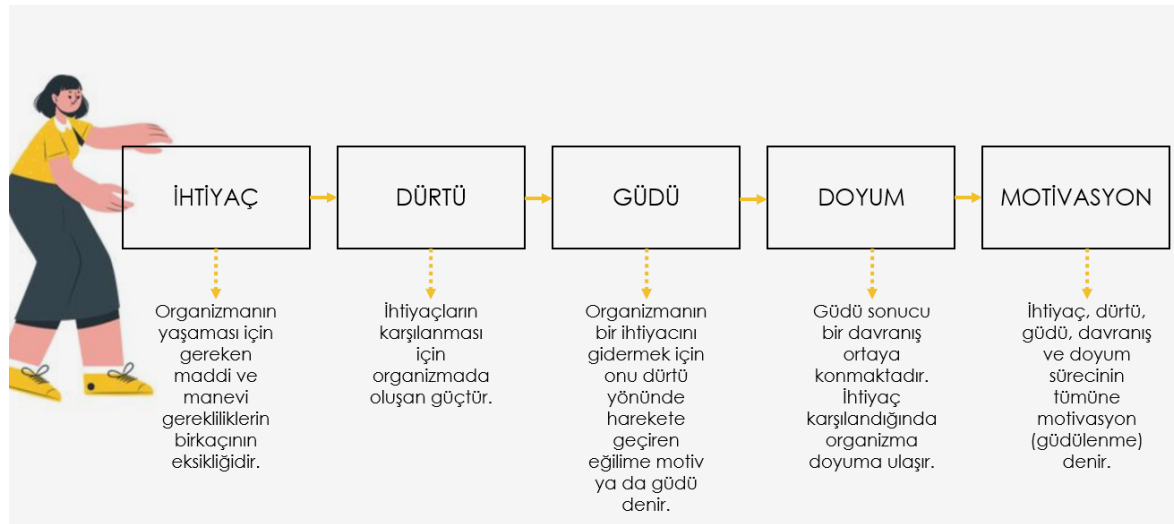 İHTİYAÇ
DÜRTÜ
GÜDÜ
DOYUM
MOTİVASYON
Organizmanın
yaşaması için
gereken
maddi ve
manevi
gerekliliklerin
birkaçının
eksikliğidir.
İhtiyaçların
karşılanması
için
organizmada
oluşan güçtür.
Organizmanın
bir ihtiyacını
gidermek için
onu dürtü
yönünde
harekete
geçiren
eğilime motiv
ya da güdü
denir.
Güdü sonucu
bir davranış
ortaya
konmaktadır.
İhtiyaç
karşılandığında
organizma
doyuma ulaşır.
İhtiyaç, dürtü,
güdü, davranış
ve doyum
sürecinin
tümüne
motivasyon
(güdülenme)
denir.